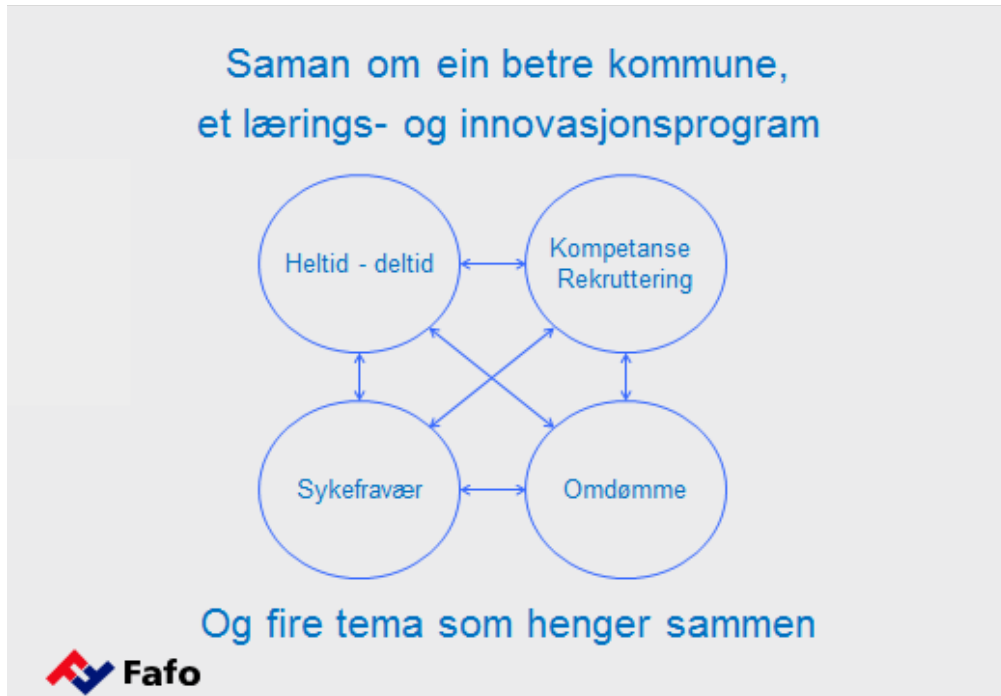 Saman om ein betre kommune,
et lærings- og innovasjonsprogram
Heltid - deltid
Kompetanse
Rekruttering
Sykefravær
Omdømme
Og fire tema som henger sammen
Fafo